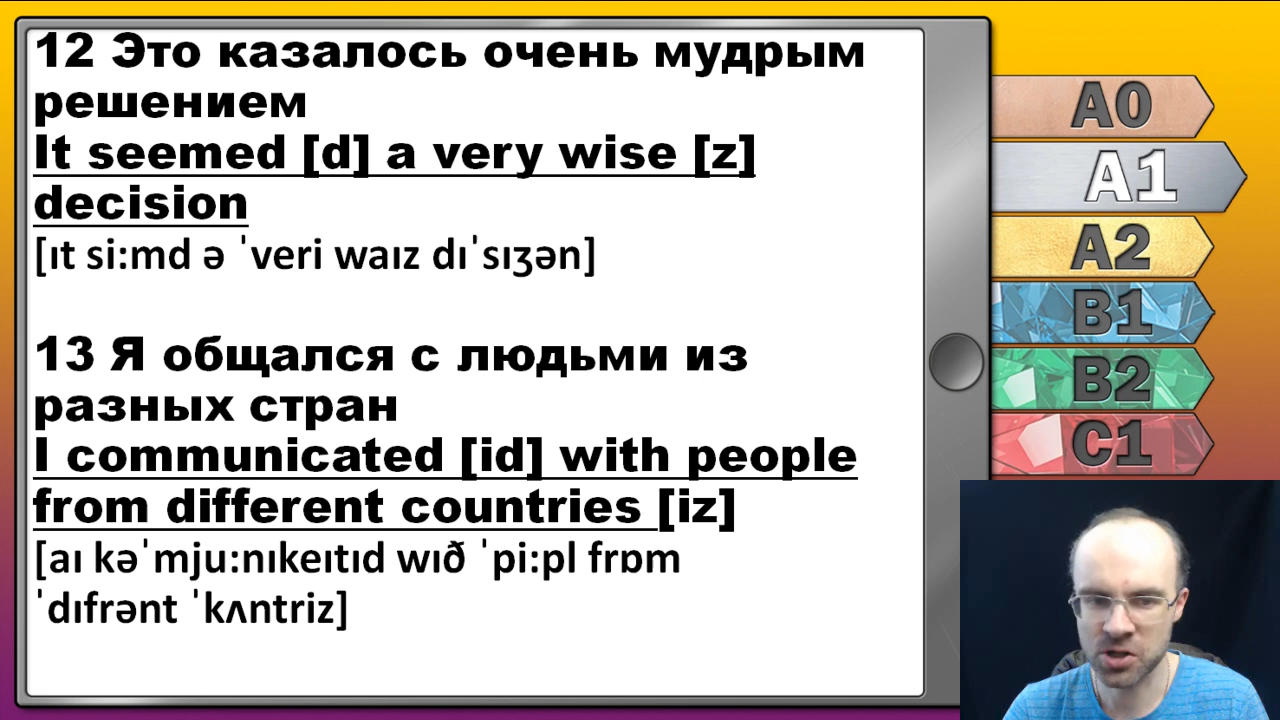 12 Это казалось очень мудрым
решением
It seemed [d] a very wise [z]
decision
[ɪt si:md ə ˈveri waɪz dɪˈsɪʒən]
13 Я общался с людьми из
разных стран
I communicated [id] with people
from different countries [iz]
[aɪ kəˈmju:nɪkeɪtɪd wɪð ˈpi:pl frɒm
ˈdɪfrənt ˈkʌntriz]
A0
A1
A2
B1
B2
C1